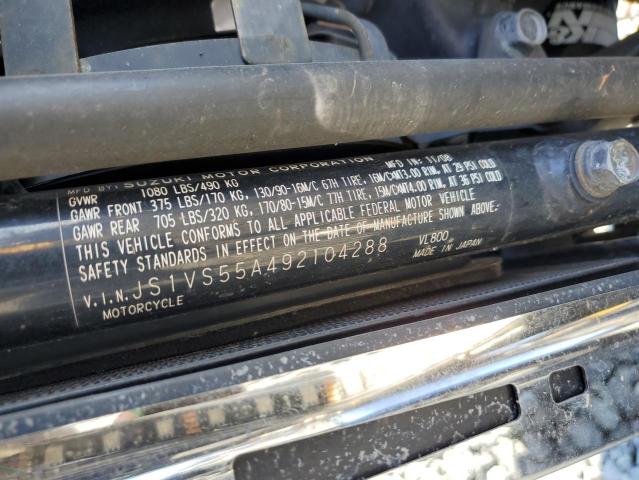 K&N
MFD BY: SUZUKI MOTOR CORPORATION MFD IN: 11/08
GVWR 1080 LBS/490 KG
GAWR FRONT 375 LBS/170 KG, 130/90-16M/C 67H TIRE, 16M/CxMT3.00 RIM, AT 29 PSI COLD
GAWR REAR 705 LBS/320 KG, 170/80-15M/C 77H TIRE, 15M/CxMT4.00 RIM, AT 36 PSI COLD
THIS VEHICLE CONFORMS TO ALL APPLICABLE FEDERAL MOTOR VEHICLE
SAFETY STANDARDS IN EFFECT ON THE DATE OF MANUFACTURE SHOWN ABOVE.
V.I.N. JS1VS55A492104288 VL800
MOTORCYCLE MADE IN JAPAN